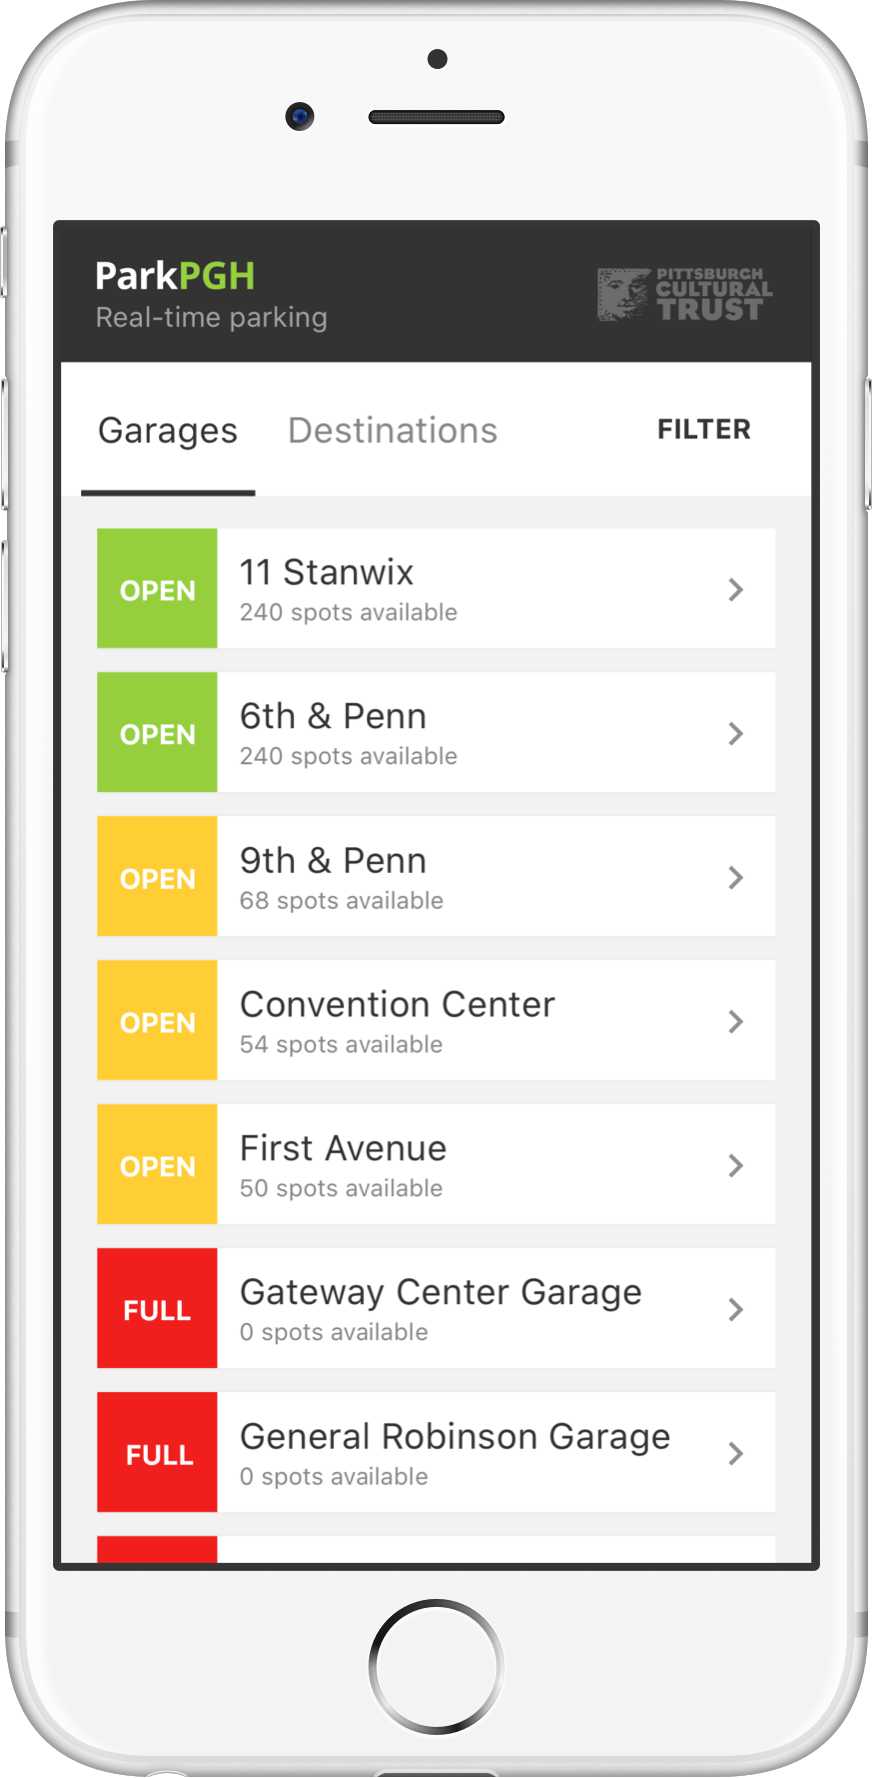 ParkPGH
Real-time parking
PITTSBURGH
CULTURAL
TRUST
Garages
Destinations
FILTER
OPEN
11 Stanwix
240 spots available
OPEN
6th & Penn
240 spots available
OPEN
9th & Penn
68 spots available
OPEN
Convention Center
54 spots available
OPEN
First Avenue
50 spots available
FULL
Gateway Center Garage
0 spots available
FULL
General Robinson Garage
0 spots available